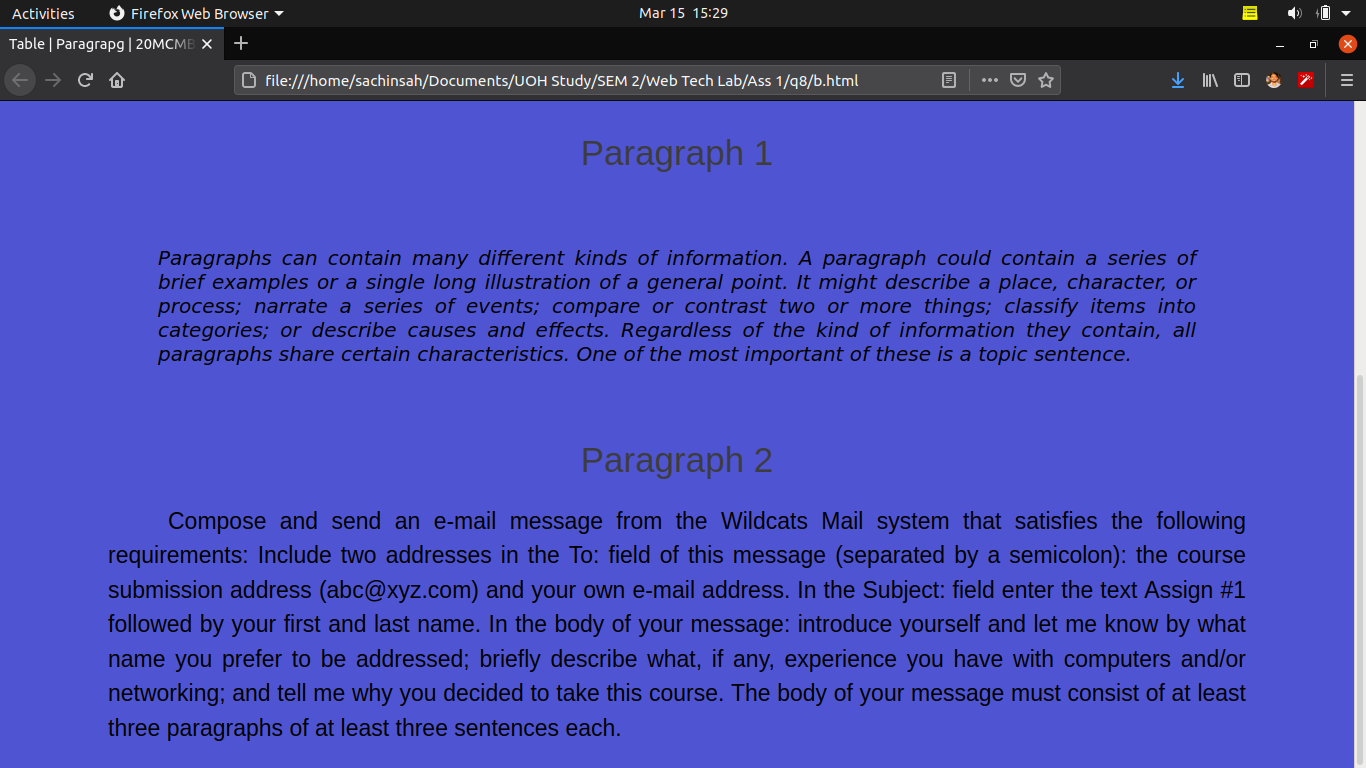 Activities Firefox Web Browser Mar 15 15:29
Table | Paragrapg | 20MCMB
file:///home/sachinsah/Documents/UOH Study/SEM 2/Web Tech Lab/Ass 1/q8/b.html
Paragraph 1
Paragraphs can contain many different kinds of information. A paragraph could contain a series of
brief examples or a single long illustration of a general point. It might describe a place, character, or
process; narrate a series of events; compare or contrast two or more things; classify items into
categories; or describe causes and effects. Regardless of the kind of information they contain, all
paragraphs share certain characteristics. One of the most important of these is a topic sentence.
Paragraph 2
Compose and send an e-mail message from the Wildcats Mail system that satisfies the following
requirements: Include two addresses in the To: field of this message (separated by a semicolon): the course
submission address (abc@xyz.com) and your own e-mail address. In the Subject: field enter the text Assign #1
followed by your first and last name. In the body of your message: introduce yourself and let me know by what
name you prefer to be addressed; briefly describe what, if any, experience you have with computers and/or
networking; and tell me why you decided to take this course. The body of your message must consist of at least
three paragraphs of at least three sentences each.